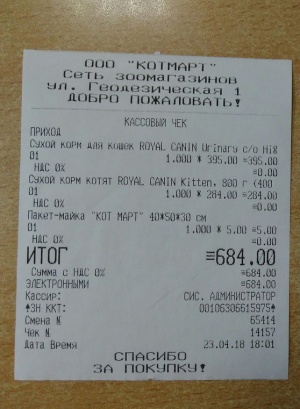 ООО "КОТМАРТ"
Сеть зоомагазинов
ул. Геодезическая 1
ДОБРО ПОЖАЛОВАТЬ!
КАССОВЫЙ ЧЕК
ПРИХОД
Сухой корм для кошек ROYAL CANIN Urinary c/o Hi8
01 1.000 * 395.00 =395.00
НДС 0% =0.00
Сухой корм котят ROYAL CANIN Kitten, 800 г (400
01 1.000 * 284.00 =284.00
НДС 0% =0.00
Пакет-майка "КОТ МАРТ" 40*50*30 см
01 1.000 * 5.00 =5.00
НДС 0% =0.00
ИТОГ =684.00
Сумма с НДС 0% =684.00
ЭЛЕКТРОННЫМИ =684.00
Кассир: СИС. АДМИНИСТРАТОР
ЗН ККТ: 00106306615975
Смена № 65414
Чек № 14157
Дата Время 23.04.18 18:01
СПАСИБО
ЗА ПОКУПКУ!